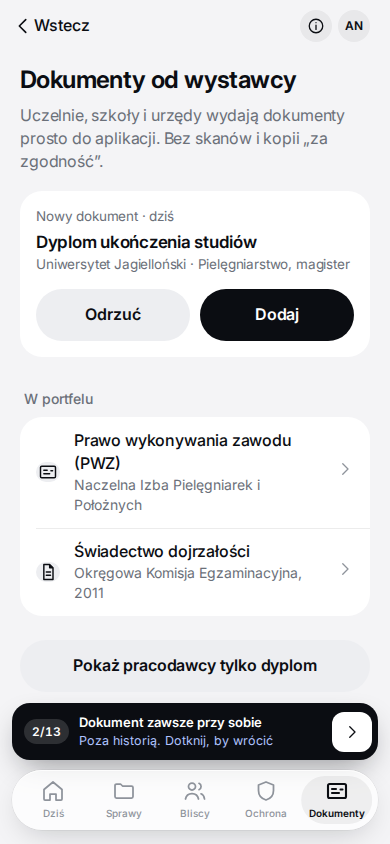 Wstecz
AN
Dokumenty od wystawcy
Uczelnie, szkoły i urzędy wydają dokumenty
prosto do aplikacji. Bez skanów i kopii „za
zgodność”.
Nowy dokument · dziś
Dyplom ukończenia studiów
Uniwersytet Jagielloński · Pielęgniarstwo, magister
Odrzuć
Dodaj
W portfelu
Prawo wykonywania zawodu
(PWZ)
Naczelna Izba Pielęgniarek i
Położnych
Świadectwo dojrzałości
Okręgowa Komisja Egzaminacyjna,
2011
Pokaż pracodawcy tylko dyplom
2/13
Dokument zawsze przy sobie
Poza historią. Dotknij, by wrócić
Dziś
Sprawy
Bliscy
Ochrona
Dokumenty